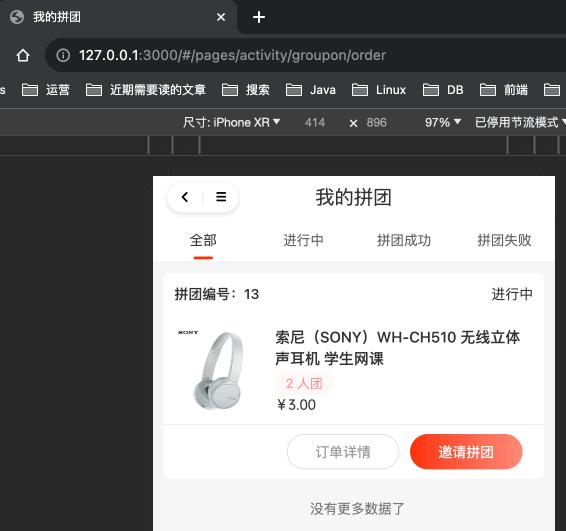 我的拼团
127.0.0.1:3000/#/pages/activity/groupon/order
s 运营 近期需要读的文章 搜索 Java Linux DB 前端
尺寸: iPhone XR 414 × 896 97% 已停用节流模式
我的拼团
全部 进行中 拼团成功 拼团失败
拼团编号：13 进行中
SONY
索尼（SONY）WH-CH510 无线立体
声耳机 学生网课
2 人团
¥3.00
订单详情 邀请拼团
没有更多数据了